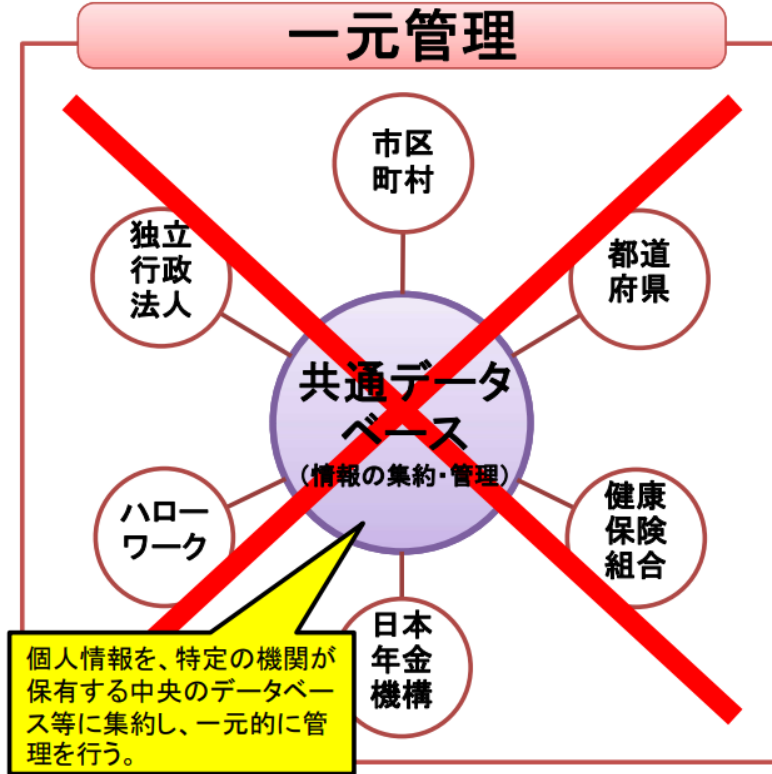 一元管理
市区
町村
独立
行政
法人
都道
府県
共通データ
ベース
(情報の集約・管理)
ハロー
ワーク
健康
保険
組合
日本
年金
機構
個人情報を、特定の機関が
保有する中央のデータベー
ス等に集約し、一元的に管
理を行う。